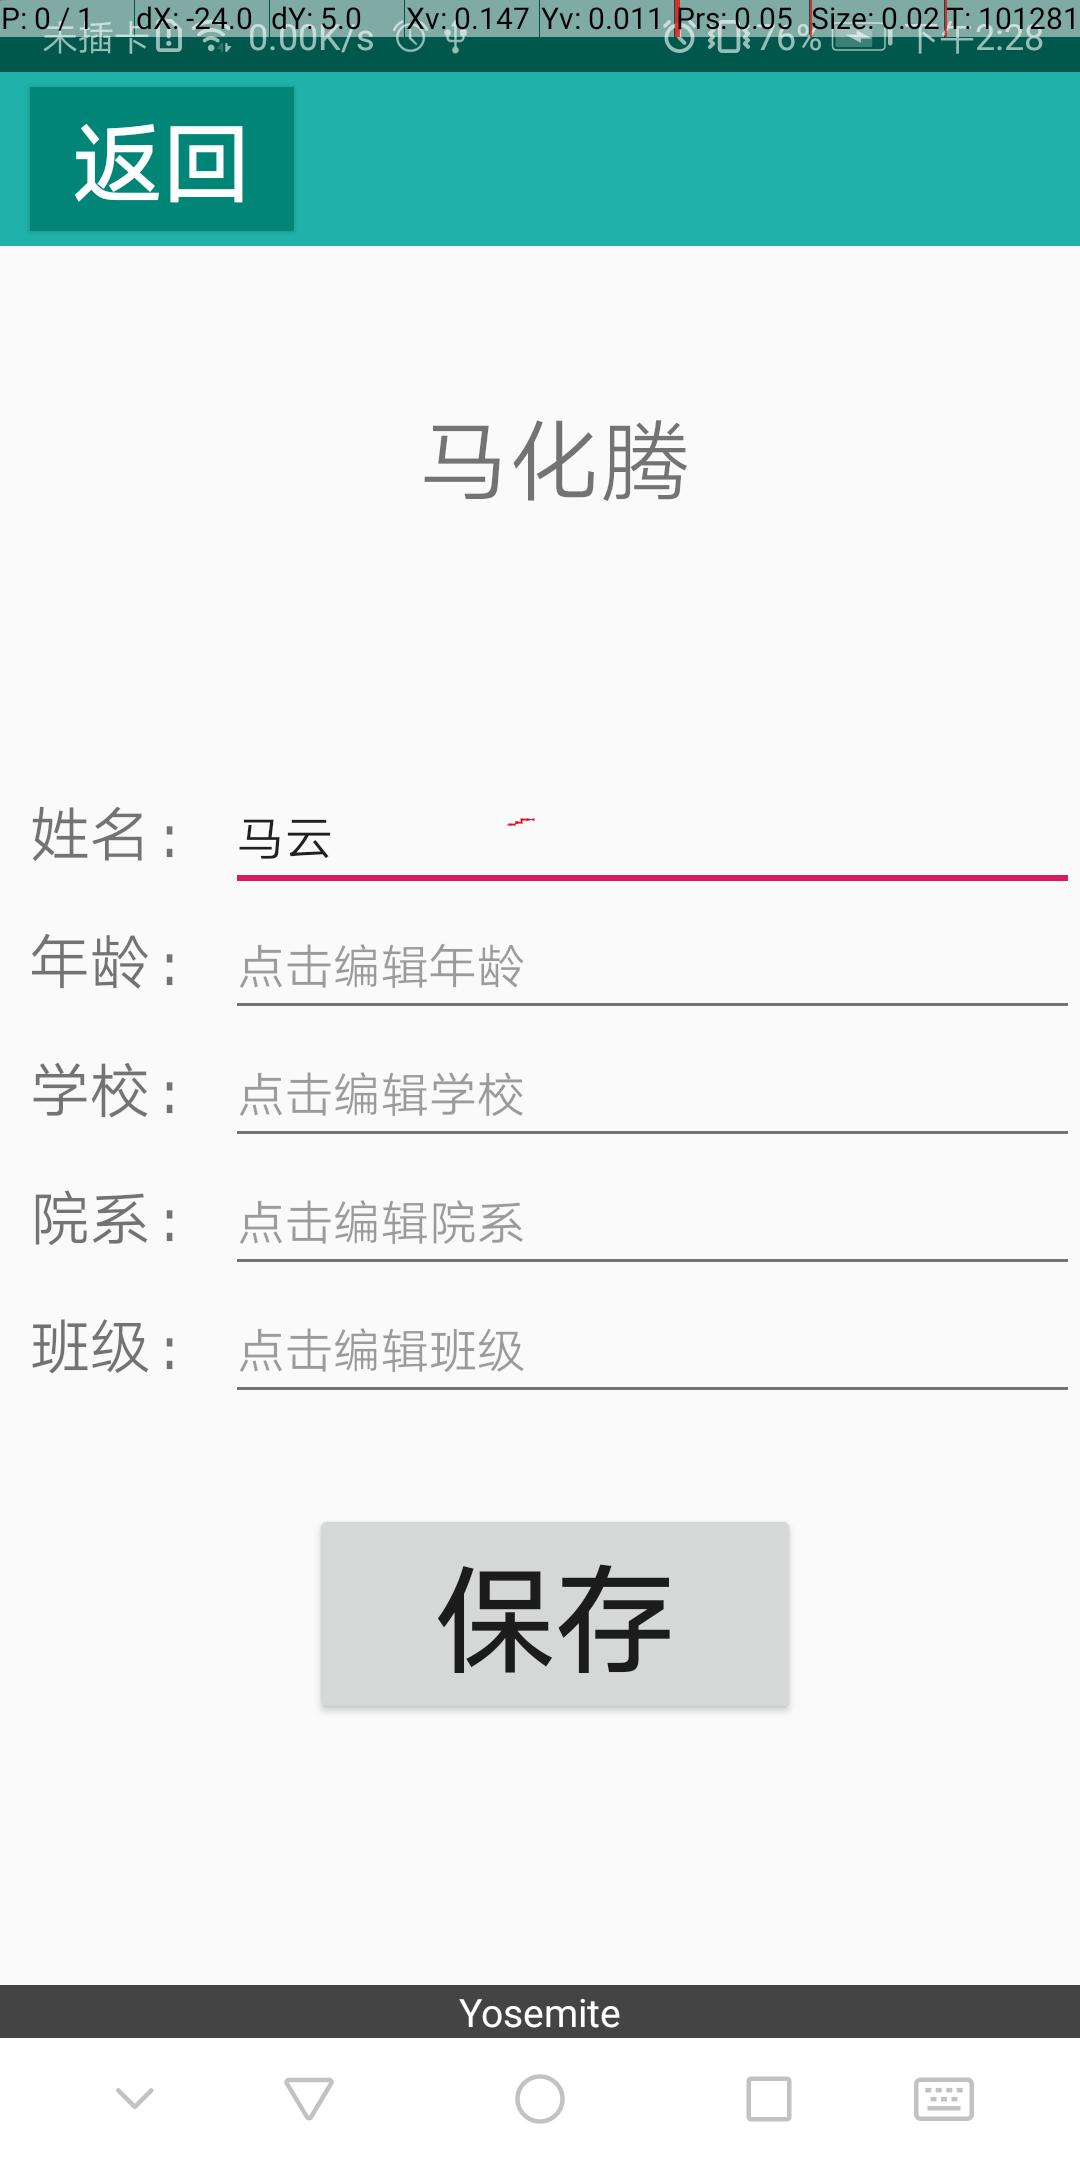 P: 0 / 1 dX: -24.0 dY: 5.0 Xv: 0.147 Yv: 0.011 Prs: 0.05 Size: 0.02 T: 101281
未插卡 0.00K/s 76% 下午2:28
返回
马化腾
姓名: 马云
年龄: 点击编辑年龄
学校: 点击编辑学校
院系: 点击编辑院系
班级: 点击编辑班级
保存
Yosemite